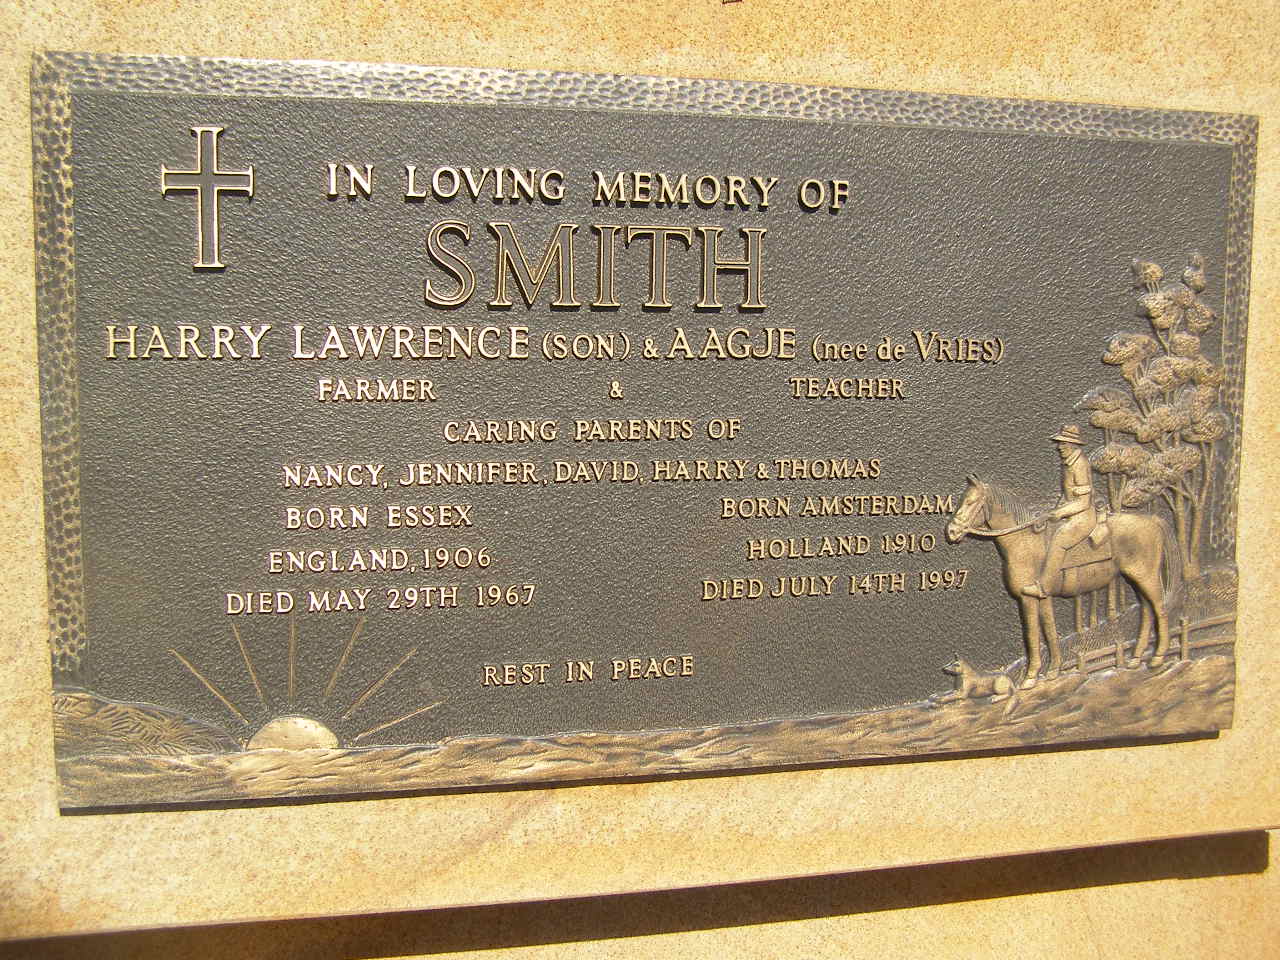 IN LOVING MEMORY OF
SMITH
HARRY LAWRENCE (SON) & AAGJE (nee de VRIES)
FARMER & TEACHER
CARING PARENTS OF
NANCY, JENNIFER, DAVID, HARRY & THOMAS
BORN ESSEX BORN AMSTERDAM
ENGLAND, 1906 HOLLAND 1910
DIED MAY 29TH 1967 DIED JULY 14TH 1997
REST IN PEACE